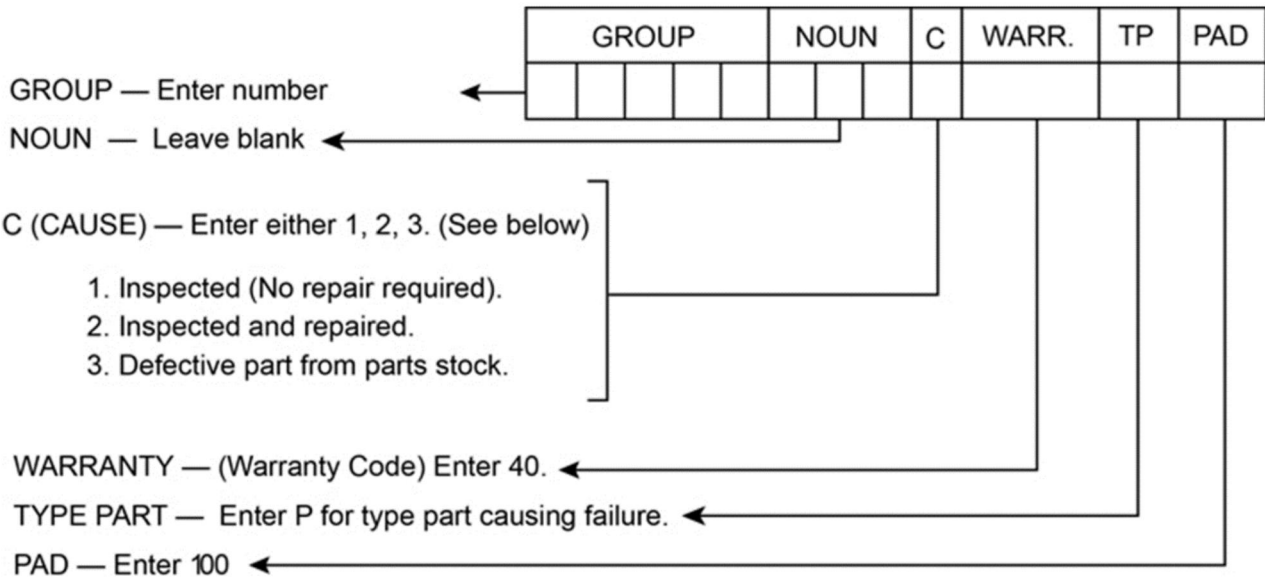 GROUP NOUN C WARR. TP PAD
GROUP — Enter number
NOUN — Leave blank
C (CAUSE) — Enter either 1, 2, 3. (See below)
1. Inspected (No repair required).
2. Inspected and repaired.
3. Defective part from parts stock.
WARRANTY — (Warranty Code) Enter 40.
TYPE PART — Enter P for type part causing failure.
PAD — Enter 100